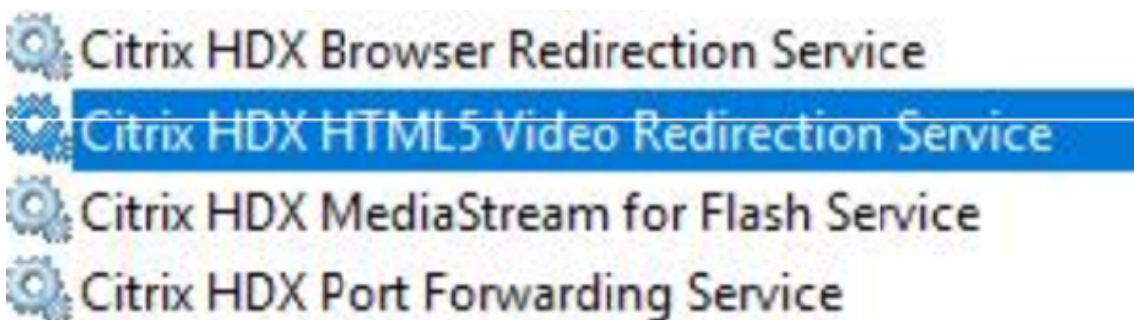 Citrix HDX Browser Redirection Service
Citrix HDX HTML5 Video Redirection Service
Citrix HDX MediaStream for Flash Service
Citrix HDX Port Forwarding Service